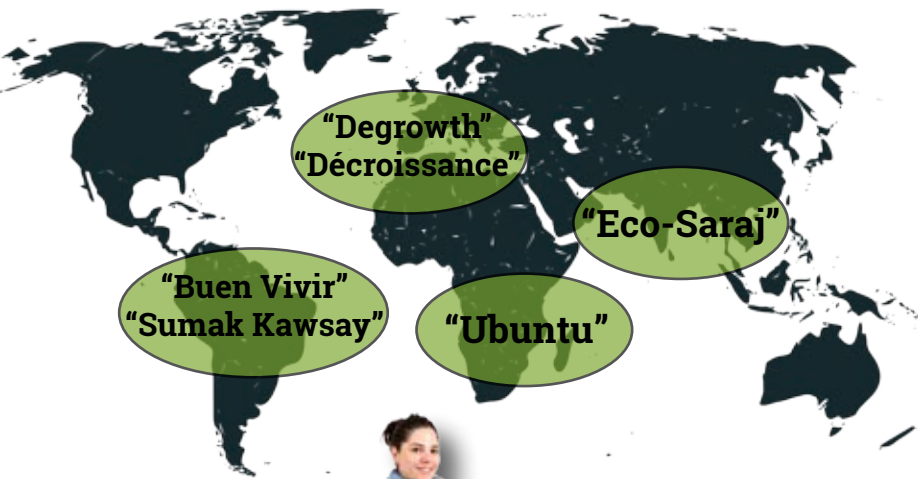 “Degrowth”
“Décroissance”
“Eco-Saraj”
“Buen Vivir”
“Sumak Kawsay”
“Ubuntu”